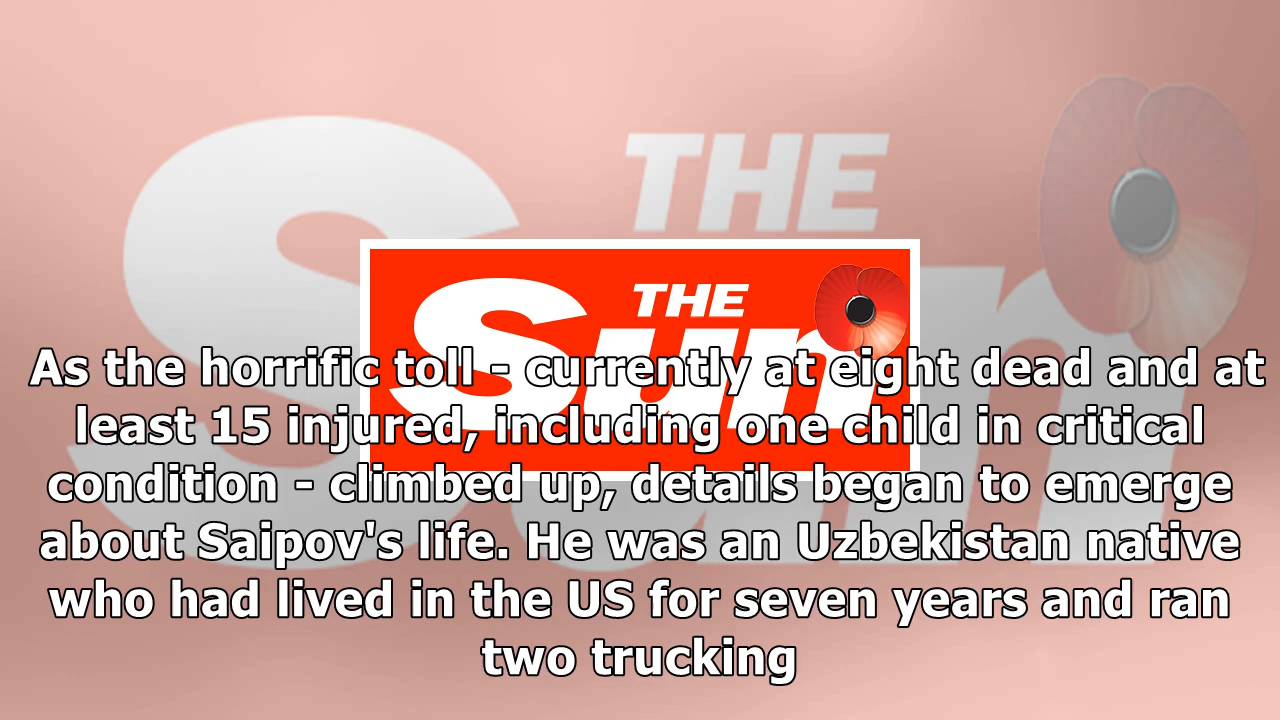 THE
Sun
THE
Sun
As the horrific toll - currently at eight dead and at
least 15 injured, including one child in critical
condition - climbed up, details began to emerge
about Saipov's life. He was an Uzbekistan native
who had lived in the US for seven years and ran
two trucking